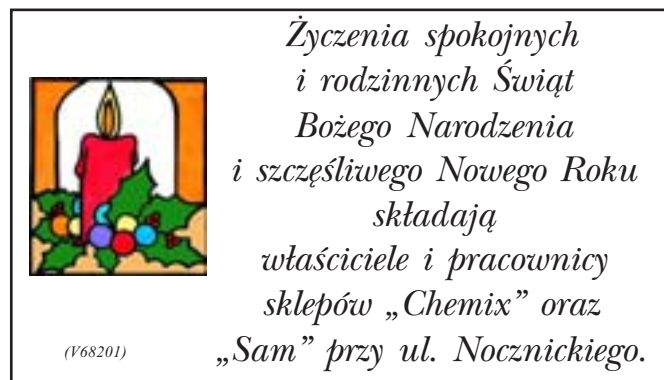 Życzenia spokojnych
i rodzinnych Świąt
Bożego Narodzenia
i szczęśliwego Nowego Roku
składają
właściciele i pracownicy
sklepów „Chemix” oraz
„Sam” przy ul. Nocznickiego.
(V68201)